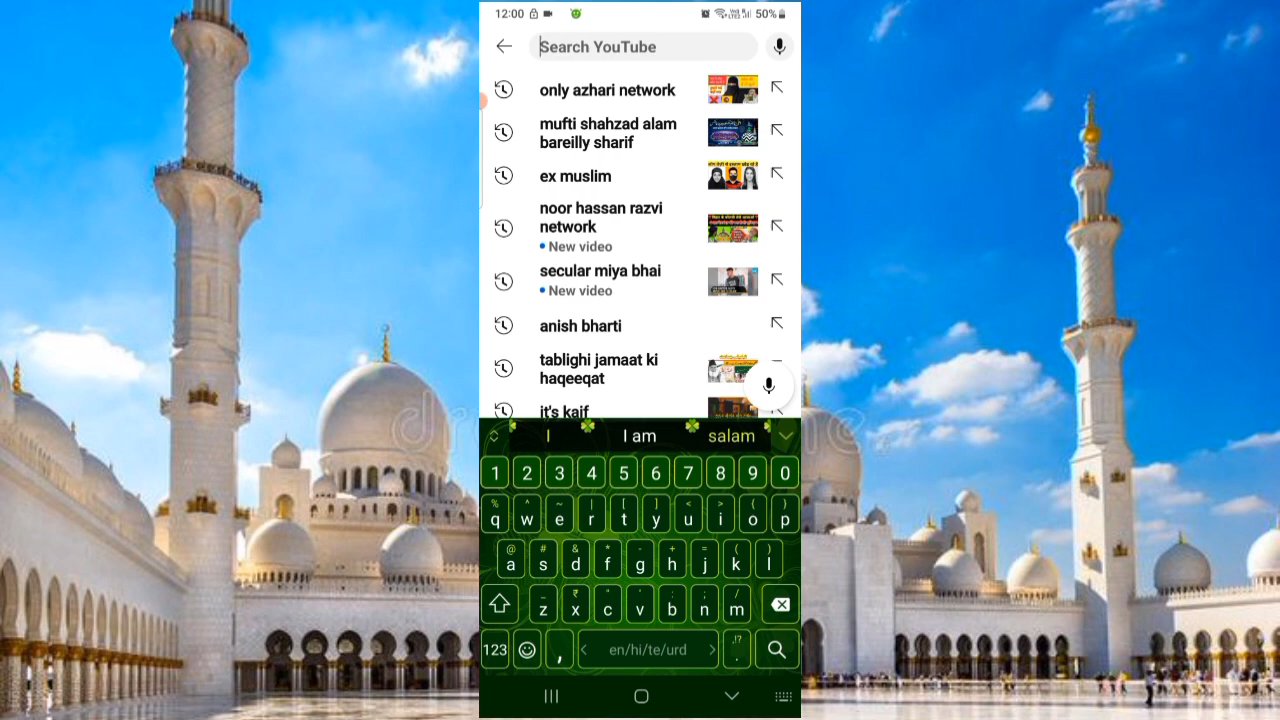 12:00
50%
Search YouTube
only azhari network
mufti shahzad alam
bareilly sharif
ex muslim
noor hassan razvi
network
• New video
secular miya bhai
• New video
anish bharti
tablighi jamaat ki
haqeeqat
it's kaif
I I am salam
1 2 3 4 5 6 7 8 9 0
q w e r t y u i o p
a s d f g h j k l
z x c v b n m
123 , en/hi/te/urd .